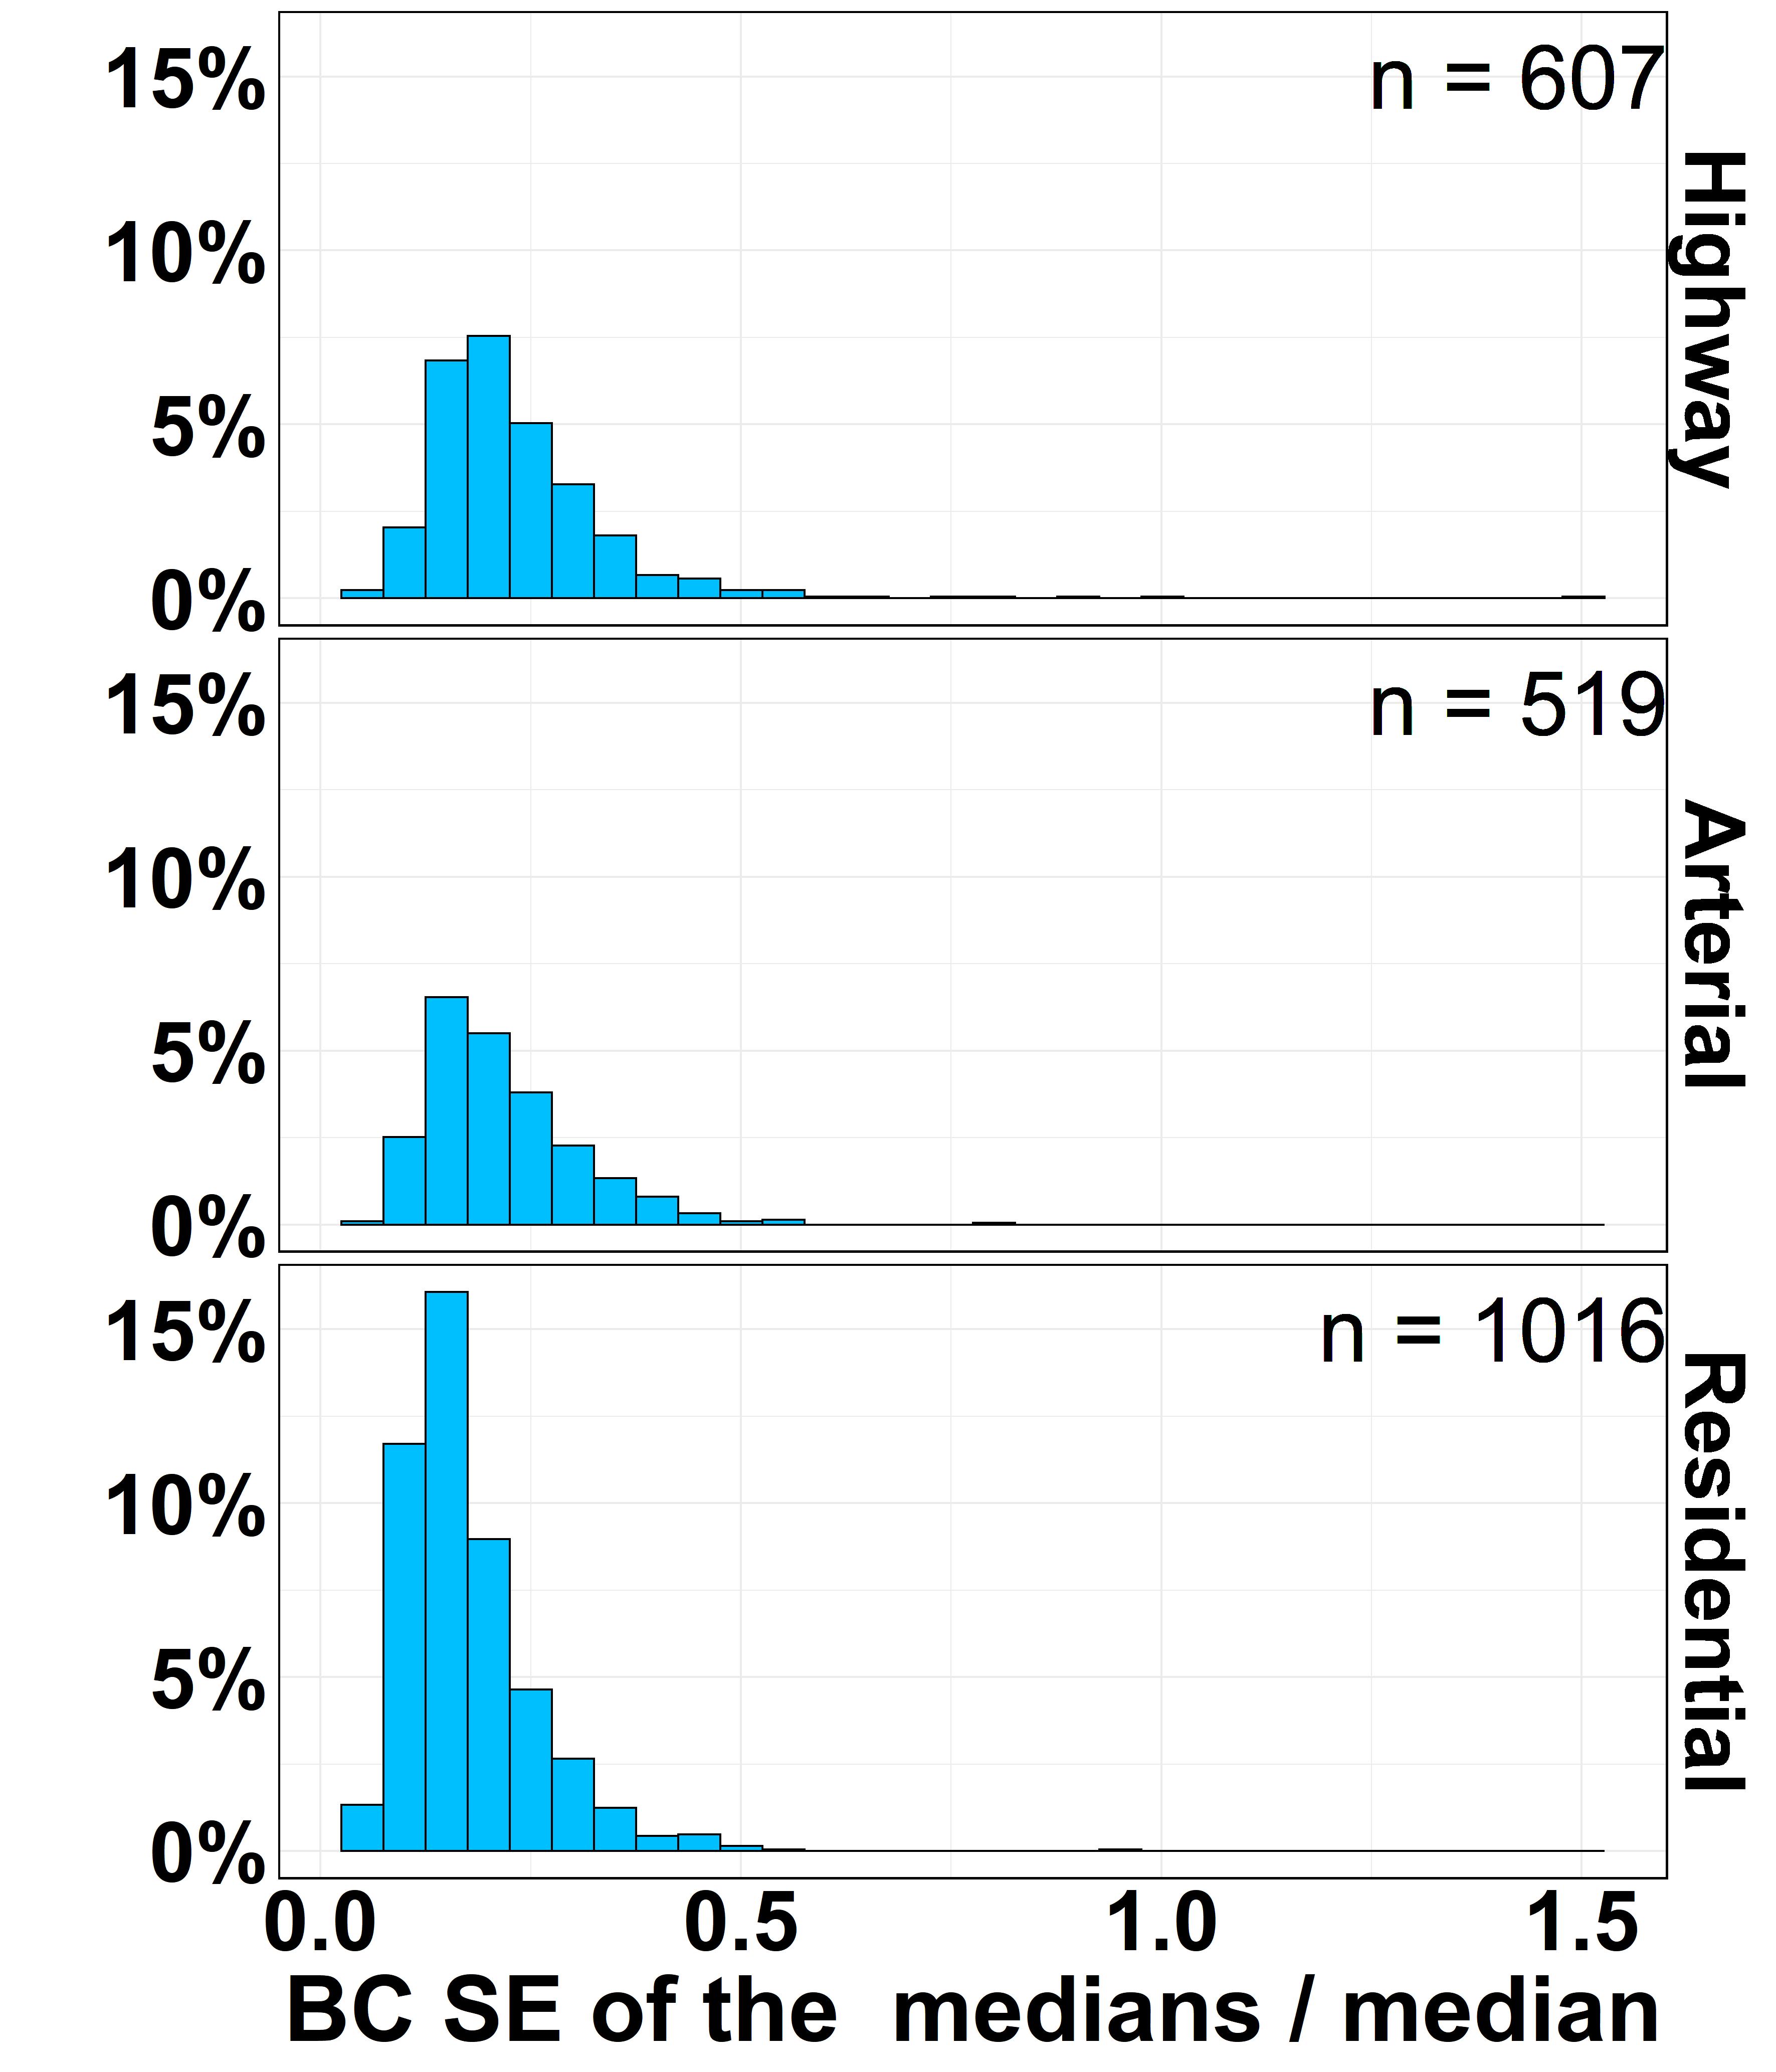 15%
10%
5%
0%
n = 607
Highway
15%
10%
5%
0%
n = 519
Arterial
15%
10%
5%
0%
n = 1016
Residential
0.0 0.5 1.0 1.5
BC SE of the  medians / median